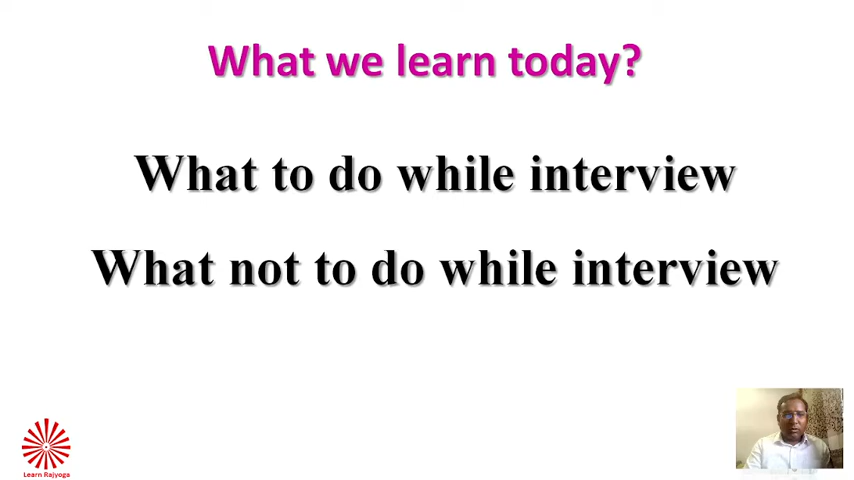 What we learn today?
What to do while interview
What not to do while interview
Learn Rajyoga